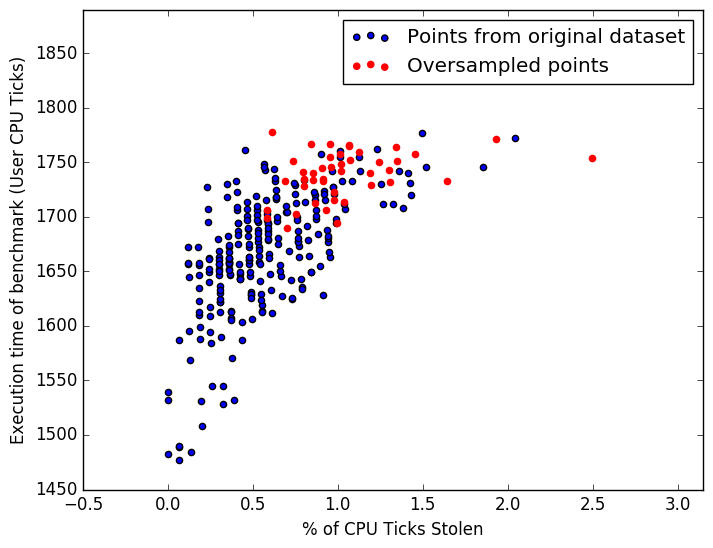 Points from original dataset
Oversampled points
Execution time of benchmark (User CPU Ticks)
1850
1800
1750
1700
1650
1600
1550
1500
1450
−0.5 0.0 0.5 1.0 1.5 2.0 2.5 3.0
% of CPU Ticks Stolen